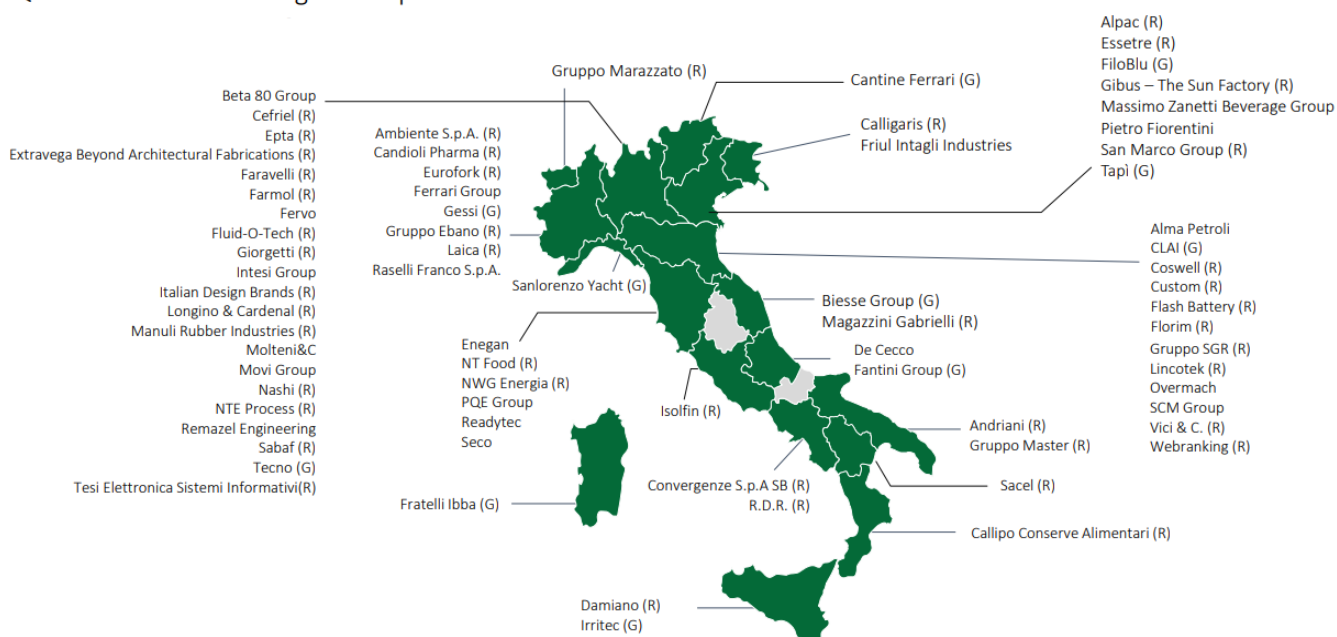 Gruppo Marazzato (R)
Cantine Ferrari (G)
Alpac (R)
Essetre (R)
FiloBlu (G)
Gibus – The Sun Factory (R)
Massimo Zanetti Beverage Group
Pietro Fiorentini
San Marco Group (R)
Tapì (G)
Calligaris (R)
Friul Intagli Industries
Beta 80 Group
Cefriel (R)
Epta (R)
Extravega Beyond Architectural Fabrications (R)
Faravelli (R)
Farmol (R)
Fervo
Fluid-O-Tech (R)
Giorgetti (R)
Intesi Group
Italian Design Brands (R)
Longino & Cardenal (R)
Manuli Rubber Industries (R)
Molteni&C
Movi Group
Nashi (R)
NTE Process (R)
Remazel Engineering
Sabaf (R)
Tecno (G)
Tesi Elettronica Sistemi Informativi(R)
Ambiente S.p.A. (R)
Candioli Pharma (R)
Eurofork (R)
Ferrari Group
Gessi (G)
Gruppo Ebano (R)
Laica (R)
Raselli Franco S.p.A.
Sanlorenzo Yacht (G)
Alma Petroli
CLAI (G)
Coswell (R)
Custom (R)
Flash Battery (R)
Florim (R)
Gruppo SGR (R)
Lincotek (R)
Overmach
SCM Group
Vici & C. (R)
Webranking (R)
Biesse Group (G)
Magazzini Gabrielli (R)
De Cecco
Fantini Group (G)
Enegan
NT Food (R)
NWG Energia (R)
PQE Group
Readytec
Seco
Isolfin (R)
Andriani (R)
Gruppo Master (R)
Convergenze S.p.A SB (R)
R.D.R. (R)
Sacel (R)
Fratelli Ibba (G)
Callipo Conserve Alimentari (R)
Damiano (R)
Irritec (G)